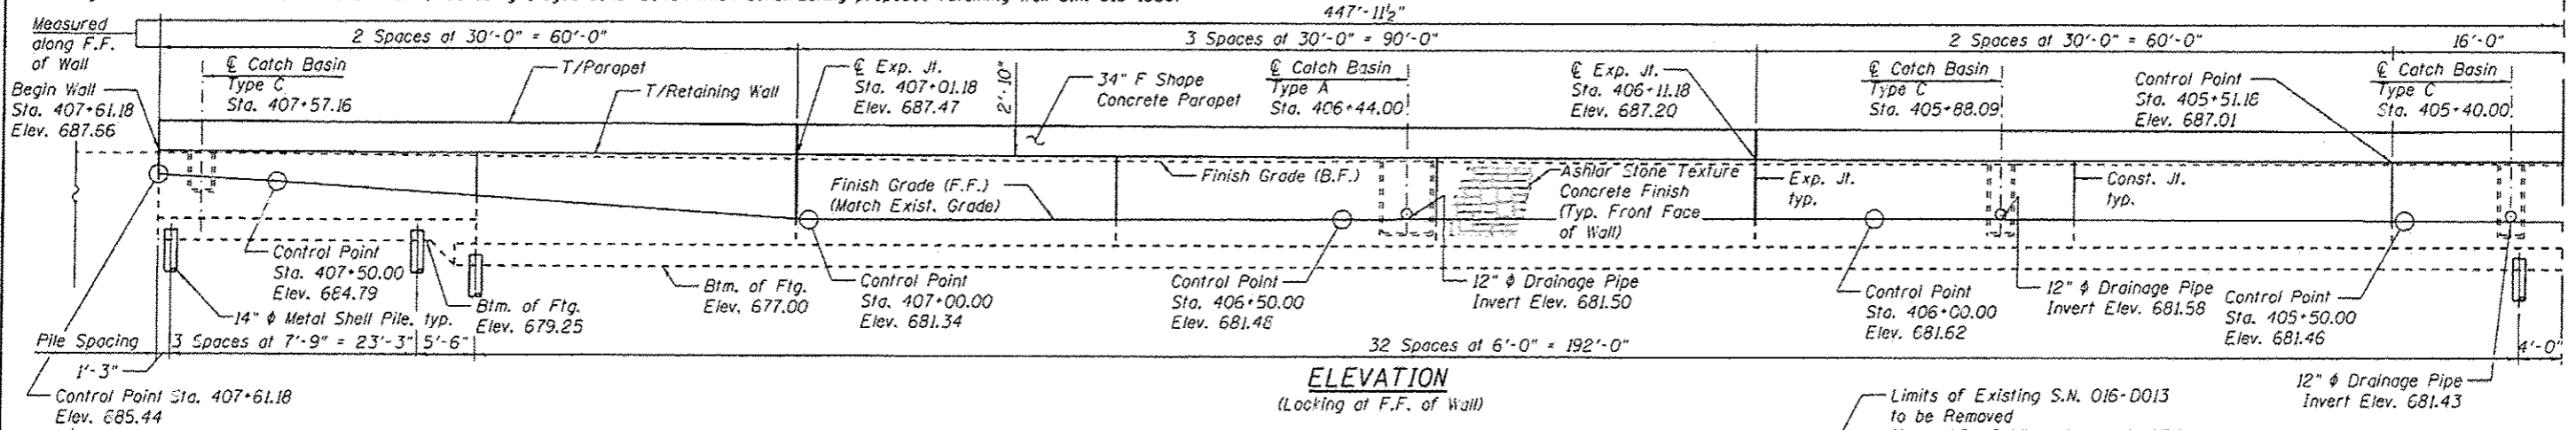 447'-11½"
Measured
along F.F.
of Wall
2 Spaces at 30'-0" = 60'-0"
3 Spaces at 30'-0" = 90'-0"
2 Spaces at 30'-0" = 60'-0"
16'-0"
Begin Wall
Sta. 407+61.18
Elev. 687.66
℄ Catch Basin
Type C
Sta. 407+57.16
T/Parapet
T/Retaining Wall
℄ Exp. Jt.
Sta. 407+01.18
Elev. 687.47
2'-10"
34" F Shape
Concrete Parapet
℄ Catch Basin
Type A
Sta. 406+44.00
℄ Exp. Jt.
Sta. 406+11.18
Elev. 687.20
℄ Catch Basin
Type C
Sta. 405+88.09
Control Point
Sta. 405+51.18
Elev. 687.01
℄ Catch Basin
Type C
Sta. 405+40.00
Finish Grade (F.F.)
(Match Exist. Grade)
Finish Grade (B.F.)
Ashlar Stone Texture
Concrete Finish
(Typ. Front Face
of Wall)
Exp. Jt.
typ.
Const. Jt.
typ.
Control Point
Sta. 407+50.00
Elev. 684.79
14" ϕ Metal Shell Pile, typ.
Btm. of Ftg.
Elev. 679.25
Btm. of Ftg.
Elev. 677.00
Control Point
Sta. 407+00.00
Elev. 681.34
Control Point
Sta. 406+50.00
Elev. 681.48
12" ϕ Drainage Pipe
Invert Elev. 681.50
Control Point
Sta. 406+00.00
Elev. 681.62
12" ϕ Drainage Pipe
Invert Elev. 681.58
Control Point
Sta. 405+50.00
Elev. 681.46
Pile Spacing
3 Spaces at 7'-9" = 23'-3"
5'-6"
32 Spaces at 6'-0" = 192'-0"
4'-0"
1'-3"
Control Point Sta. 407+61.18
Elev. 685.44
ELEVATION
(Looking at F.F. of Wall)
12" ϕ Drainage Pipe
Invert Elev. 681.43
Limits of Existing S.N. 016-D013
to be Removed